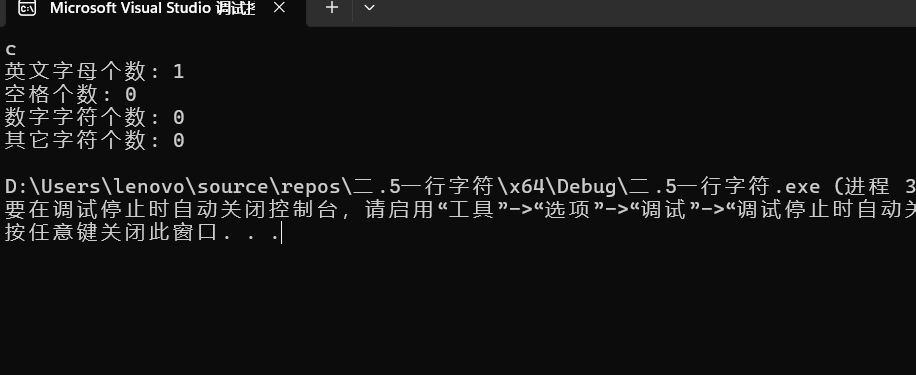 Microsoft Visual Studio 调试控
c
英文字母个数: 1
空格个数: 0
数字字符个数: 0
其它字符个数: 0
D:\Users\lenovo\source\repos\二.5一行字符\x64\Debug\二.5一行字符.exe (进程 3
要在调试停止时自动关闭控制台，请启用“工具”->“选项”->“调试”->“调试停止时自动关
按任意键关闭此窗口. . .